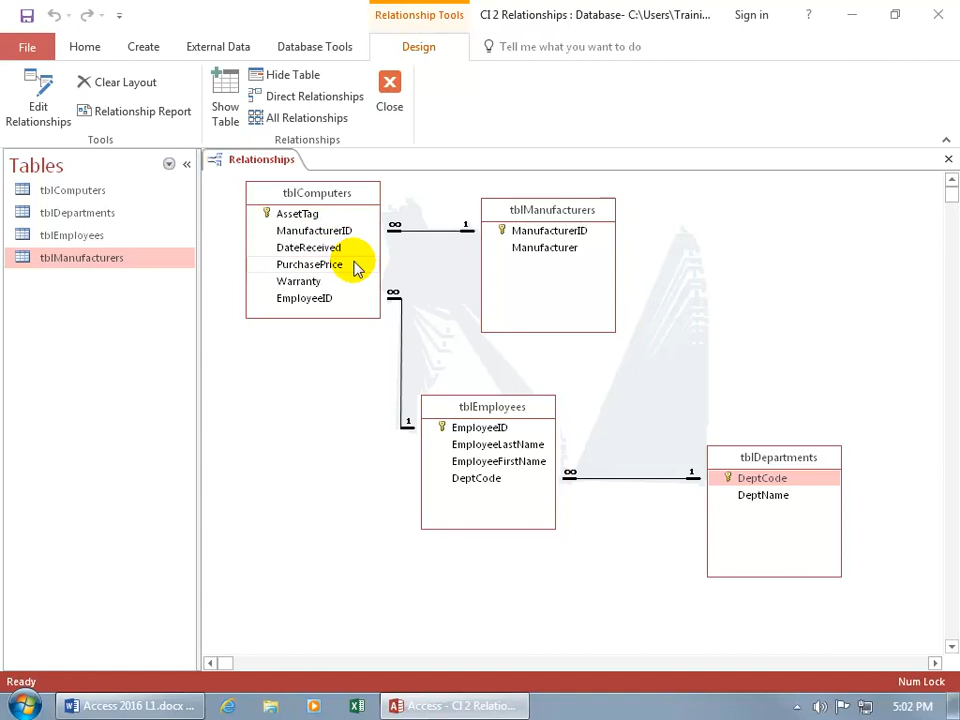 Relationship Tools
CI 2 Relationships : Database- C:\Users\Traini...
Sign in
?
File
Home
Create
External Data
Database Tools
Design
Tell me what you want to do
Edit Relationships
Clear Layout
Relationship Report
Tools
Show Table
Hide Table
Direct Relationships
All Relationships
Close
Relationships
Tables
tblComputers
tblDepartments
tblEmployees
tblManufacturers
Relationships
tblComputers
AssetTag
ManufacturerID
DateReceived
PurchasePrice
Warranty
EmployeeID
∞
1
tblManufacturers
ManufacturerID
Manufacturer
∞
1
tblEmployees
EmployeeID
EmployeeLastName
EmployeeFirstName
DeptCode
∞
1
tblDepartments
DeptCode
DeptName
Ready
Num Lock
Access 2016 L1.docx ...
Access - CI 2 Relatio...
5:02 PM